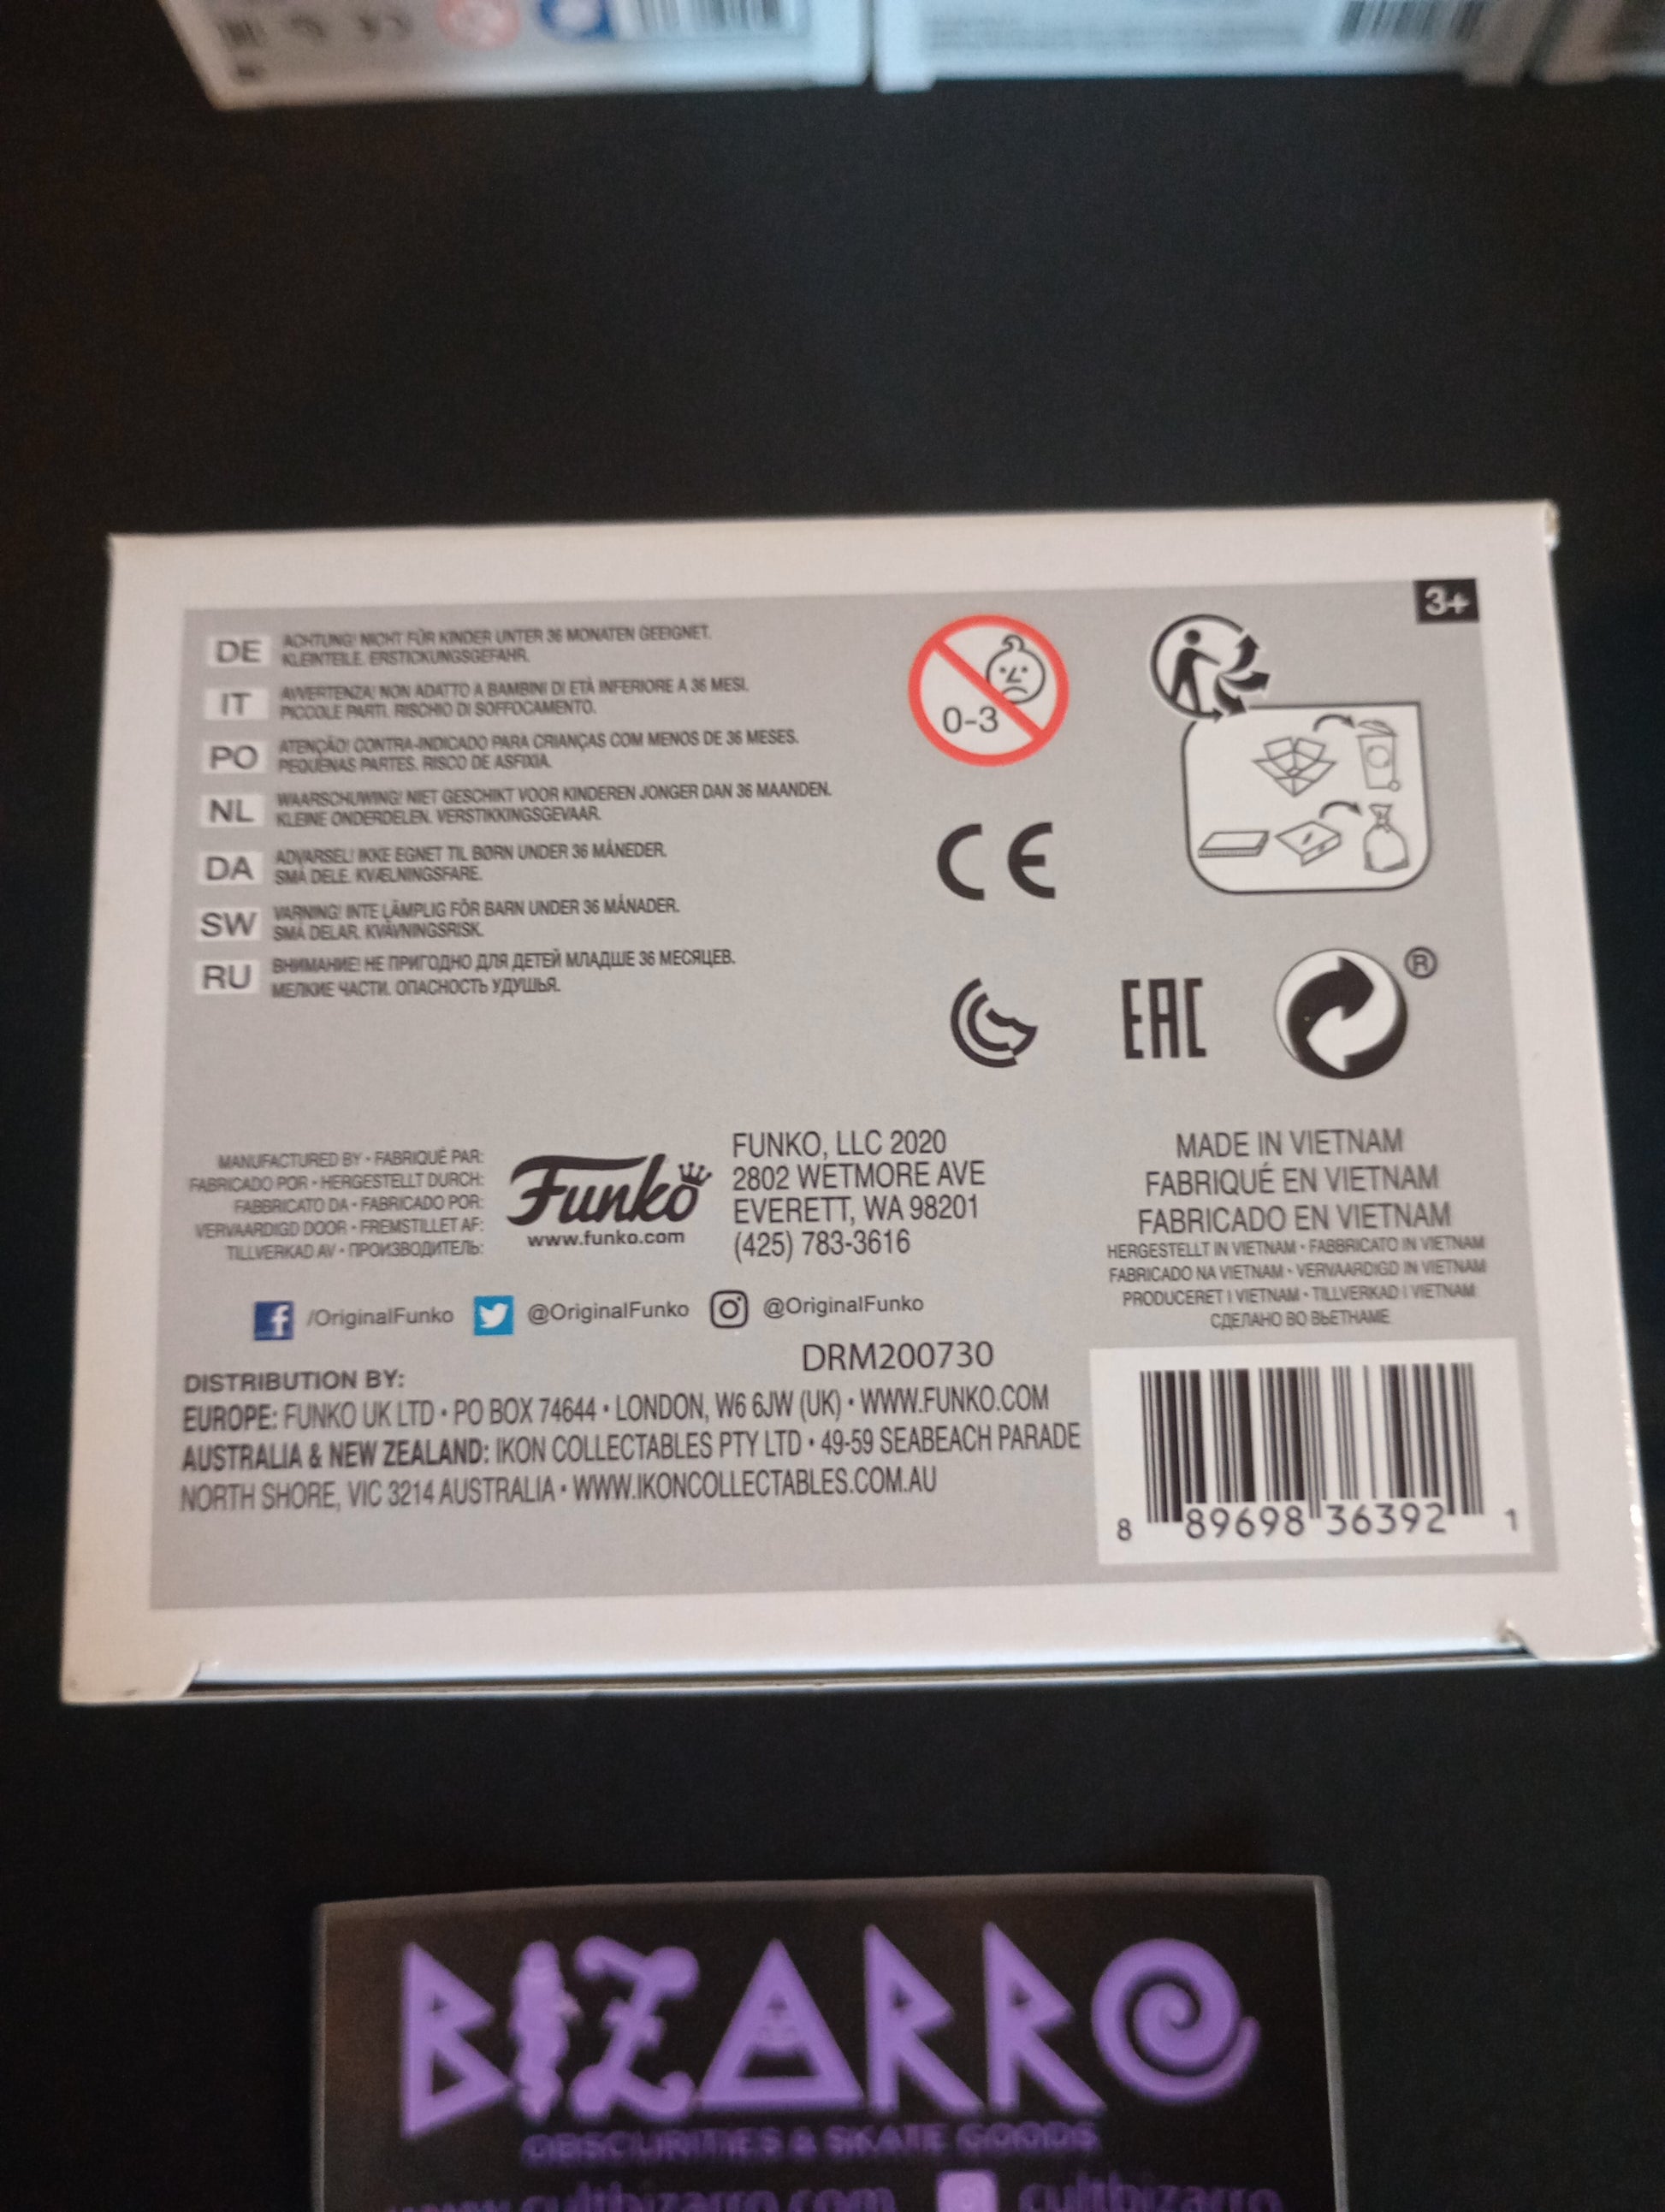 3+
DE ACHTUNG! NICHT FÜR KINDER UNTER 36 MONATEN GEEIGNET.
KLEINTEILE. ERSTICKUNGSGEFAHR.
IT AVVERTENZA! NON ADATTO A BAMBINI DI ETÀ INFERIORE A 36 MESI.
PICCOLE PARTI. RISCHIO DI SOFFOCAMENTO.
PO ATENÇÃO! CONTRA-INDICADO PARA CRIANÇAS COM MENOS DE 36 MESES.
PEQUENAS PARTES. RISCO DE ASFIXIA.
NL WAARSCHUWING! NIET GESCHIKT VOOR KINDEREN JONGER DAN 36 MAANDEN.
KLEINE ONDERDELEN. VERSTIKKINGSGEVAAR.
DA ADVARSEL! IKKE EGNET TIL BØRN UNDER 36 MÅNEDER.
SMÅ DELE. KVÆLNINGSFARE.
SW VARNING! INTE LÄMPLIG FÖR BARN UNDER 36 MÅNADER.
SMÅ DELAR. KVÄVNINGSRISK.
RU ВНИМАНИЕ! НЕ ПРИГОДНО ДЛЯ ДЕТЕЙ МЛАДШЕ 36 МЕСЯЦЕВ.
МЕЛКИЕ ЧАСТИ. ОПАСНОСТЬ УДУШЬЯ.
0-3
CE
EAC
®
MANUFACTURED BY • FABRIQUÉ PAR:
FABRICADO POR • HERGESTELLT DURCH:
FABBRICATO DA • FABRICADO POR:
VERVAARDIGD DOOR • FREMSTILLET AF:
TILLVERKAD AV • ПРОИЗВОДИТЕЛЬ:
Funko
www.funko.com
FUNKO, LLC 2020
2802 WETMORE AVE
EVERETT, WA 98201
(425) 783-3616
MADE IN VIETNAM
FABRIQUÉ EN VIETNAM
FABRICADO EN VIETNAM
HERGESTELLT IN VIETNAM • FABBRICATO IN VIETNAM
FABRICADO NA VIETNAM • VERVAARDIGD IN VIETNAM
PRODUCERET I VIETNAM • TILLVERKAD I VIETNAM
СДЕЛАНО ВО ВЬЕТНАМЕ
/OriginalFunko @OriginalFunko @OriginalFunko
DRM200730
DISTRIBUTION BY:
EUROPE: FUNKO UK LTD • PO BOX 74644 • LONDON, W6 6JW (UK) • WWW.FUNKO.COM
AUSTRALIA & NEW ZEALAND: IKON COLLECTABLES PTY LTD • 49-59 SEABEACH PARADE
NORTH SHORE, VIC 3214 AUSTRALIA • WWW.IKONCOLLECTABLES.COM.AU
8 89698 36392 1
BIZARRO
OBSCURITIES & SKATE GOODS
www.cultbizarro.com cultbizarro